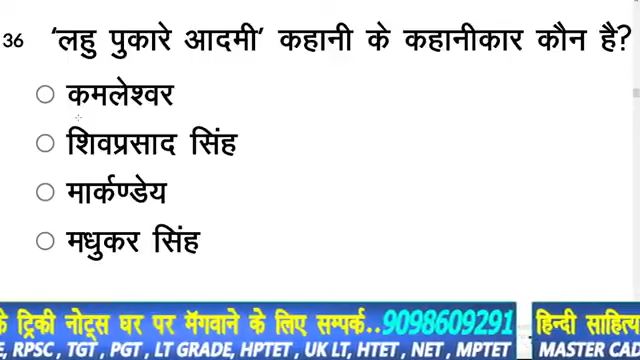 36 'लहु पुकारे आदमी' कहानी के कहानीकार कौन है?
कमलेश्वर
शिवप्रसाद सिंह
मार्कण्डेय
मधुकर सिंह
के ट्रिकी नोट्स घर पर मॅगवाने के लिए सम्पर्क..9098609291 हिन्दी साहित्य
E, RPSC , TGT , PGT , LT GRADE, HPTET , UK LT, HTET , NET , MPTET MASTER CA